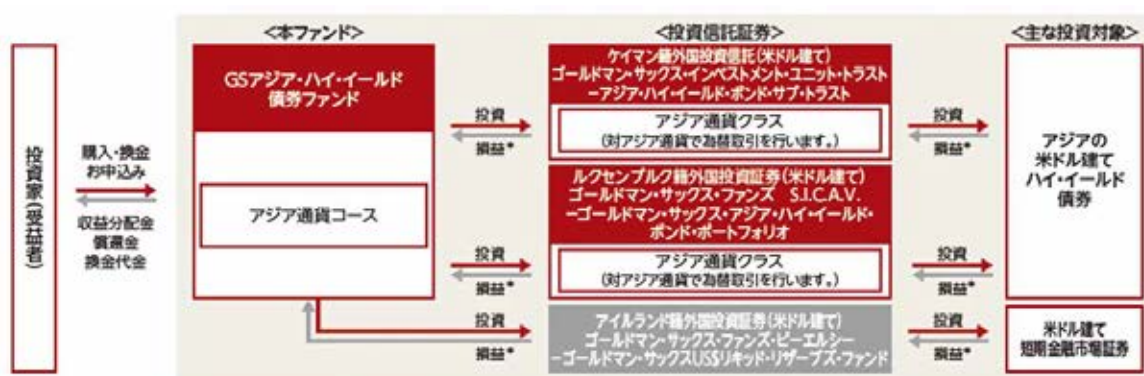 <本ファンド>
<投資信託証券>
<主な投資対象>
投資家(受益者)
購入・換金
お申込み
収益分配金
償還金
換金代金
GSアジア・ハイ・イールド
債券ファンド
アジア通貨コース
投資
損益*
ケイマン籍外国投資信託(米ドル建て)
ゴールドマン・サックス・インベストメント・ユニット・トラスト
-アジア・ハイ・イールド・ボンド・サブ・トラスト
アジア通貨クラス
(対アジア通貨で為替取引を行います。)
投資
損益*
アジアの
米ドル建て
ハイ・イールド
債券
投資
損益*
ルクセンブルク籍外国投資証券(米ドル建て)
ゴールドマン・サックス・ファンズ S.I.C.A.V.
-ゴールドマン・サックス・アジア・ハイ・イールド・
ボンド・ポートフォリオ
アジア通貨クラス
(対アジア通貨で為替取引を行います。)
投資
損益*
投資
損益*
アイルランド籍外国投資証券(米ドル建て)
ゴールドマン・サックス・ファンズ・ピーエルシー
-ゴールドマン・サックスUS$リキッド・リザーブズ・ファンド
投資
損益*
米ドル建て
短期金融市場証券